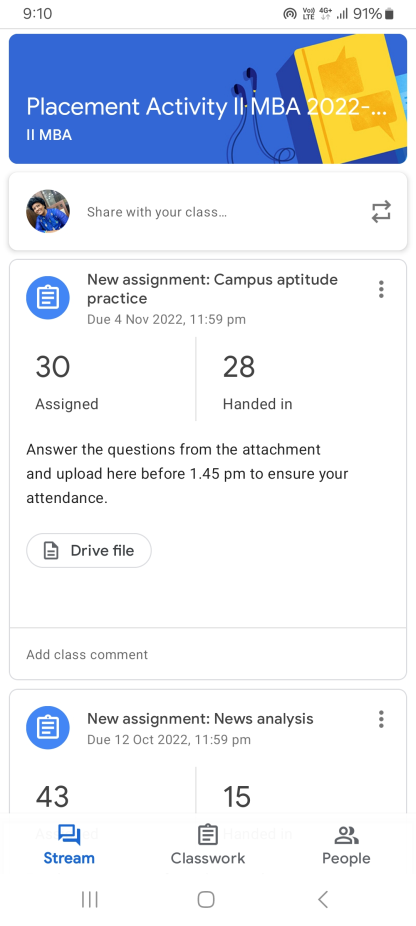 9:10
Vo))
LTE
4G+
91%
Placement Activity II MBA 2022-...
II MBA
Share with your class...
New assignment: Campus aptitude
practice
Due 4 Nov 2022, 11:59 pm
30
28
Assigned
Handed in
Answer the questions from the attachment
and upload here before 1.45 pm to ensure your
attendance.
Drive file
Add class comment
New assignment: News analysis
Due 12 Oct 2022, 11:59 pm
43
15
Assigned
Handed in
Stream
Classwork
People